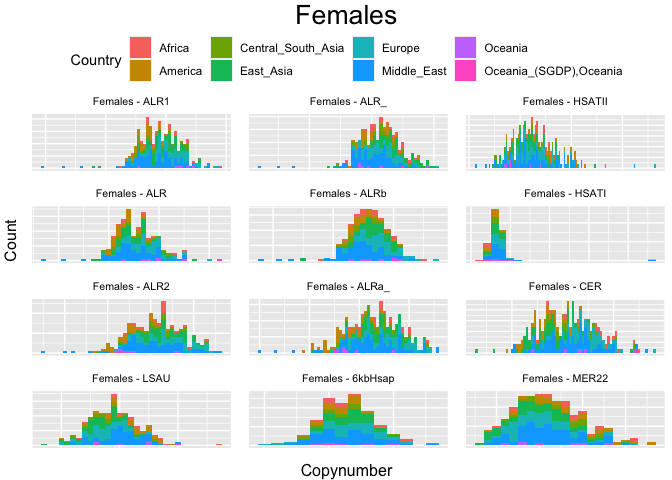 Females
Country
Africa
Central_South_Asia
Europe
Oceania
America
East_Asia
Middle_East
Oceania_(SGDP),Oceania
Females - ALR1
Females - ALR_
Females - HSATII
Females - ALR
Females - ALRb
Females - HSATI
Females - ALR2
Females - ALRa_
Females - CER
Females - LSAU
Females - 6kbHsap
Females - MER22
Count
Copynumber